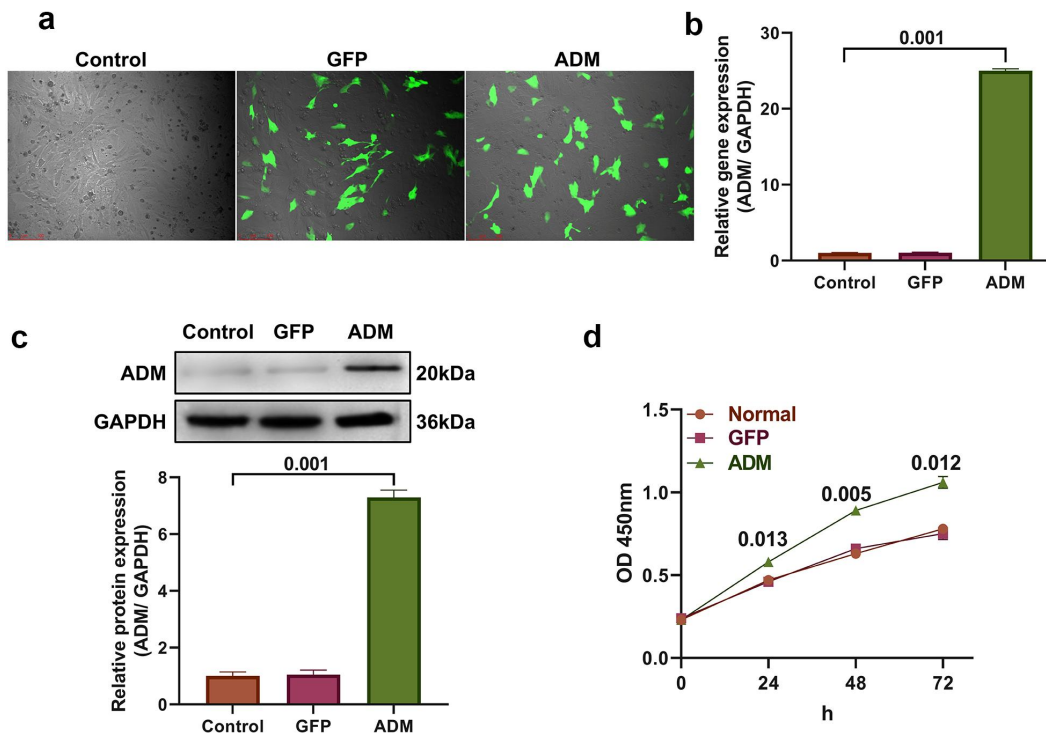 a
Control
GFP
ADM
b
Relative gene expression
(ADM/ GAPDH)
30
20
10
0
0.001
Control
GFP
ADM
c
Control
GFP
ADM
ADM
20kDa
GAPDH
36kDa
Relative protein expression
(ADM/ GAPDH)
8
6
4
2
0
0.001
Control
GFP
ADM
d
OD 450nm
1.5
1.0
0.5
0.0
Normal
GFP
ADM
0.013
0.005
0.012
0
24
48
72
h